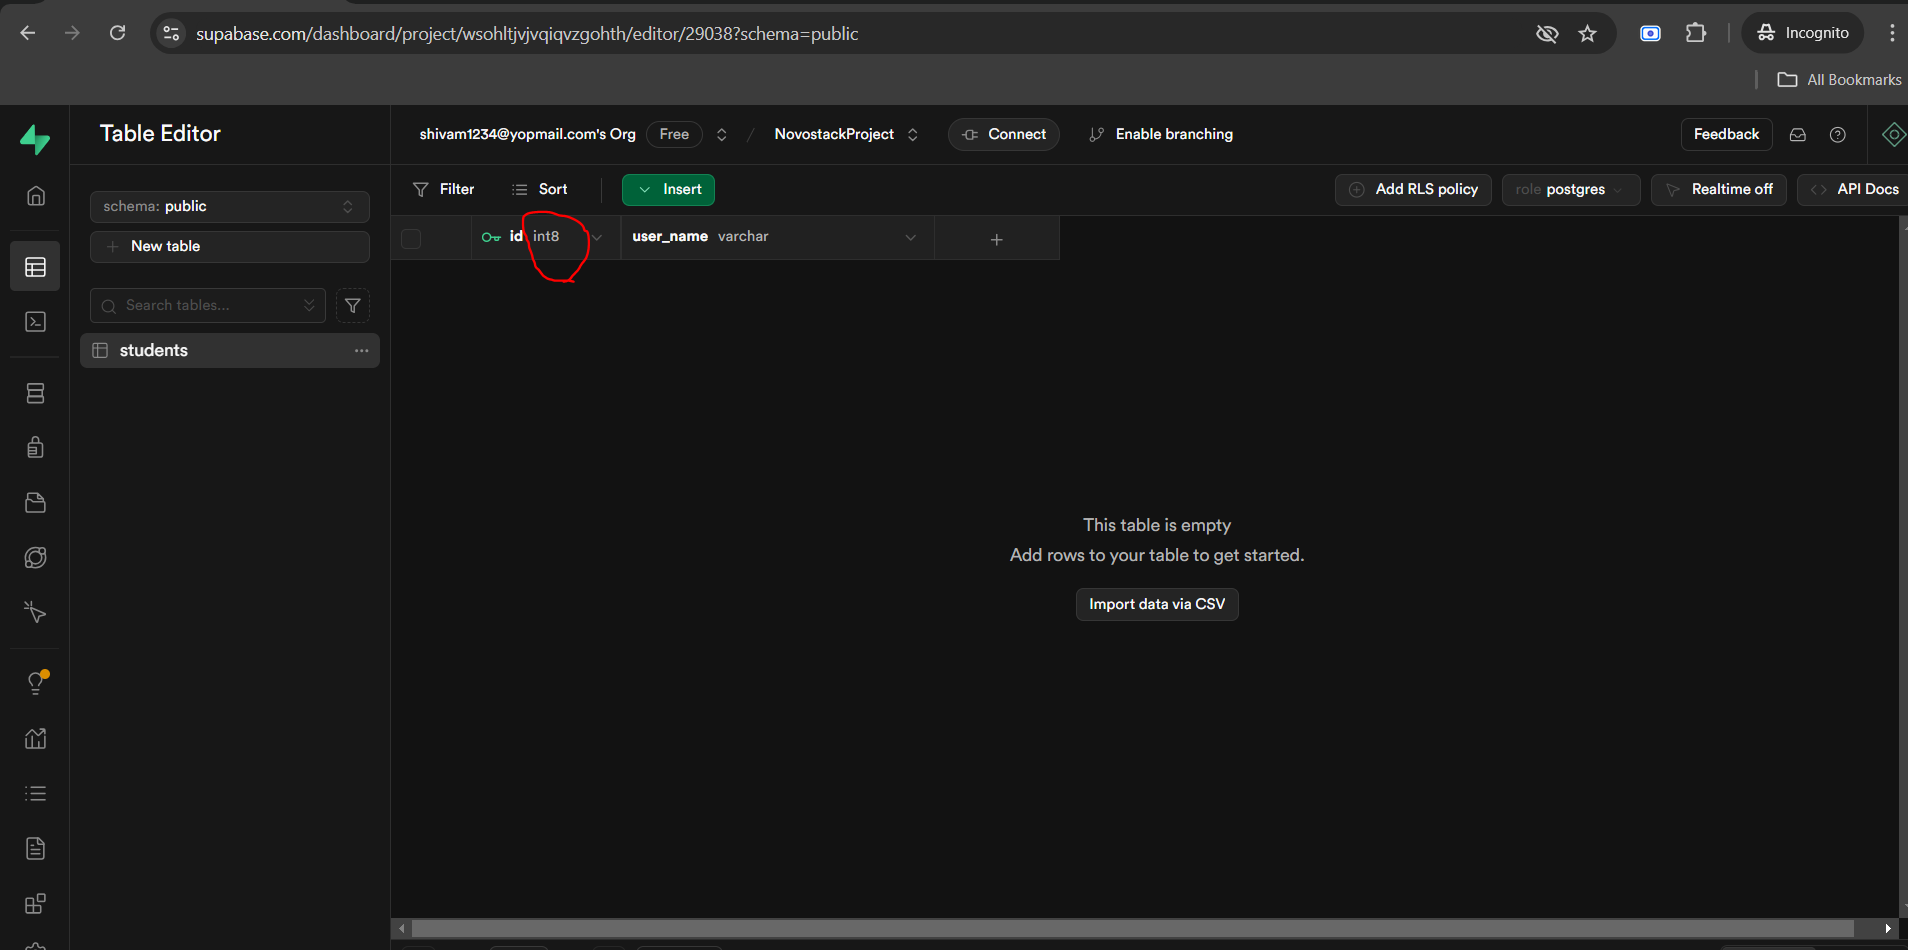 supabase.com/dashboard/project/wsohltjvjvqiqvzgohth/editor/29038?schema=public
Incognito
All Bookmarks
Table Editor
shivam1234@yopmail.com's Org Free / NovostackProject Connect Enable branching Feedback
Filter Sort Insert Add RLS policy role postgres Realtime off API Docs
schema: public
New table
id int8 user_name varchar
Search tables...
students
This table is empty
Add rows to your table to get started.
Import data via CSV